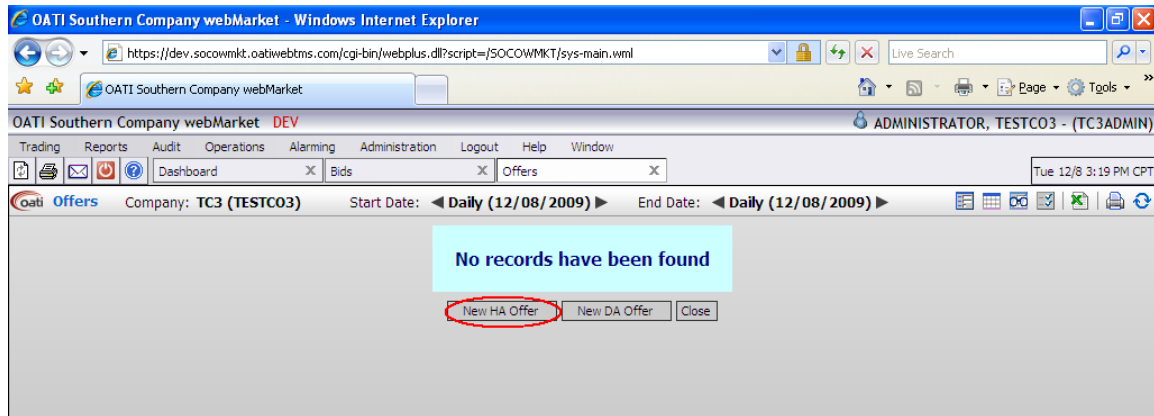 OATI Southern Company webMarket - Windows Internet Explorer
https://dev.socowmkt.oatiwebtms.com/cgi-bin/webplus.dll?script=/SOCOWMKT/sys-main.wml Live Search
OATI Southern Company webMarket Page Tools »
OATI Southern Company webMarket DEV ADMINISTRATOR, TESTCO3 - (TC3ADMIN)
Trading Reports Audit Operations Alarming Administration Logout Help Window
Dashboard X Bids X Offers X Tue 12/8 3:19 PM CPT
oati Offers Company: TC3 (TESTCO3) Start Date: ◀ Daily (12/08/2009) ▶ End Date: ◀ Daily (12/08/2009) ▶
No records have been found
New HA Offer New DA Offer Close